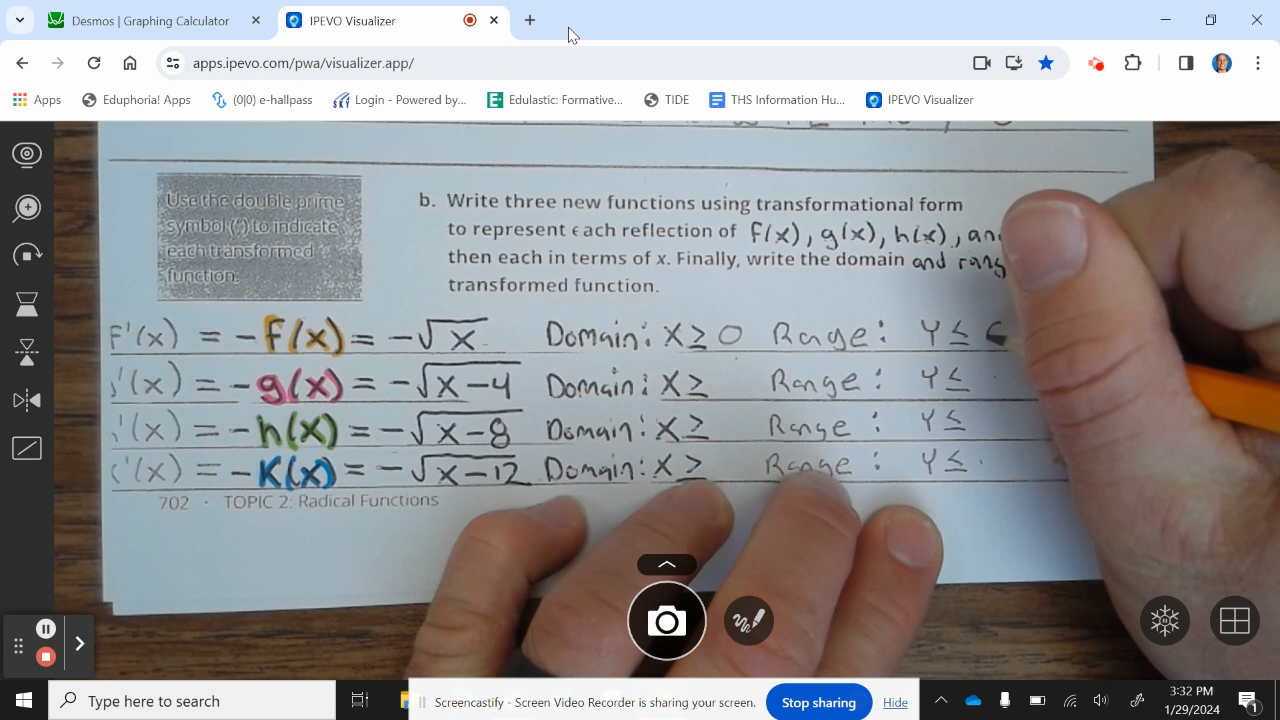 Desmos | Graphing Calculator
IPEVO Visualizer
apps.ipevo.com/pwa/visualizer.app/
Apps
Eduphoria! Apps
(0|0) e-hallpass
Login - Powered by...
Edulastic: Formative...
TIDE
THS Information Hu...
IPEVO Visualizer
Use the double prime
symbol (") to indicate
each transformed
function.
b. Write three new functions using transformational form
to represent each reflection of f(x), g(x), h(x), an
then each in terms of x. Finally, write the domain and rang
transformed function.
F'(x) = -f(x) = -√x Domain: X ≥ 0 Range: Y ≤
'(x) = -g(x) = -√x-4 Domain: X ≥ Range: Y ≤
'(x) = -h(x) = -√x-8 Domain: X ≥ Range: Y ≤
'(x) = -K(x) = -√x-12 Domain: X ≥ Range: Y ≤
702 · TOPIC 2: Radical Functions
Type here to search
Screencastify - Screen Video Recorder is sharing your screen.
Stop sharing
Hide
3:32 PM
1/29/2024
1